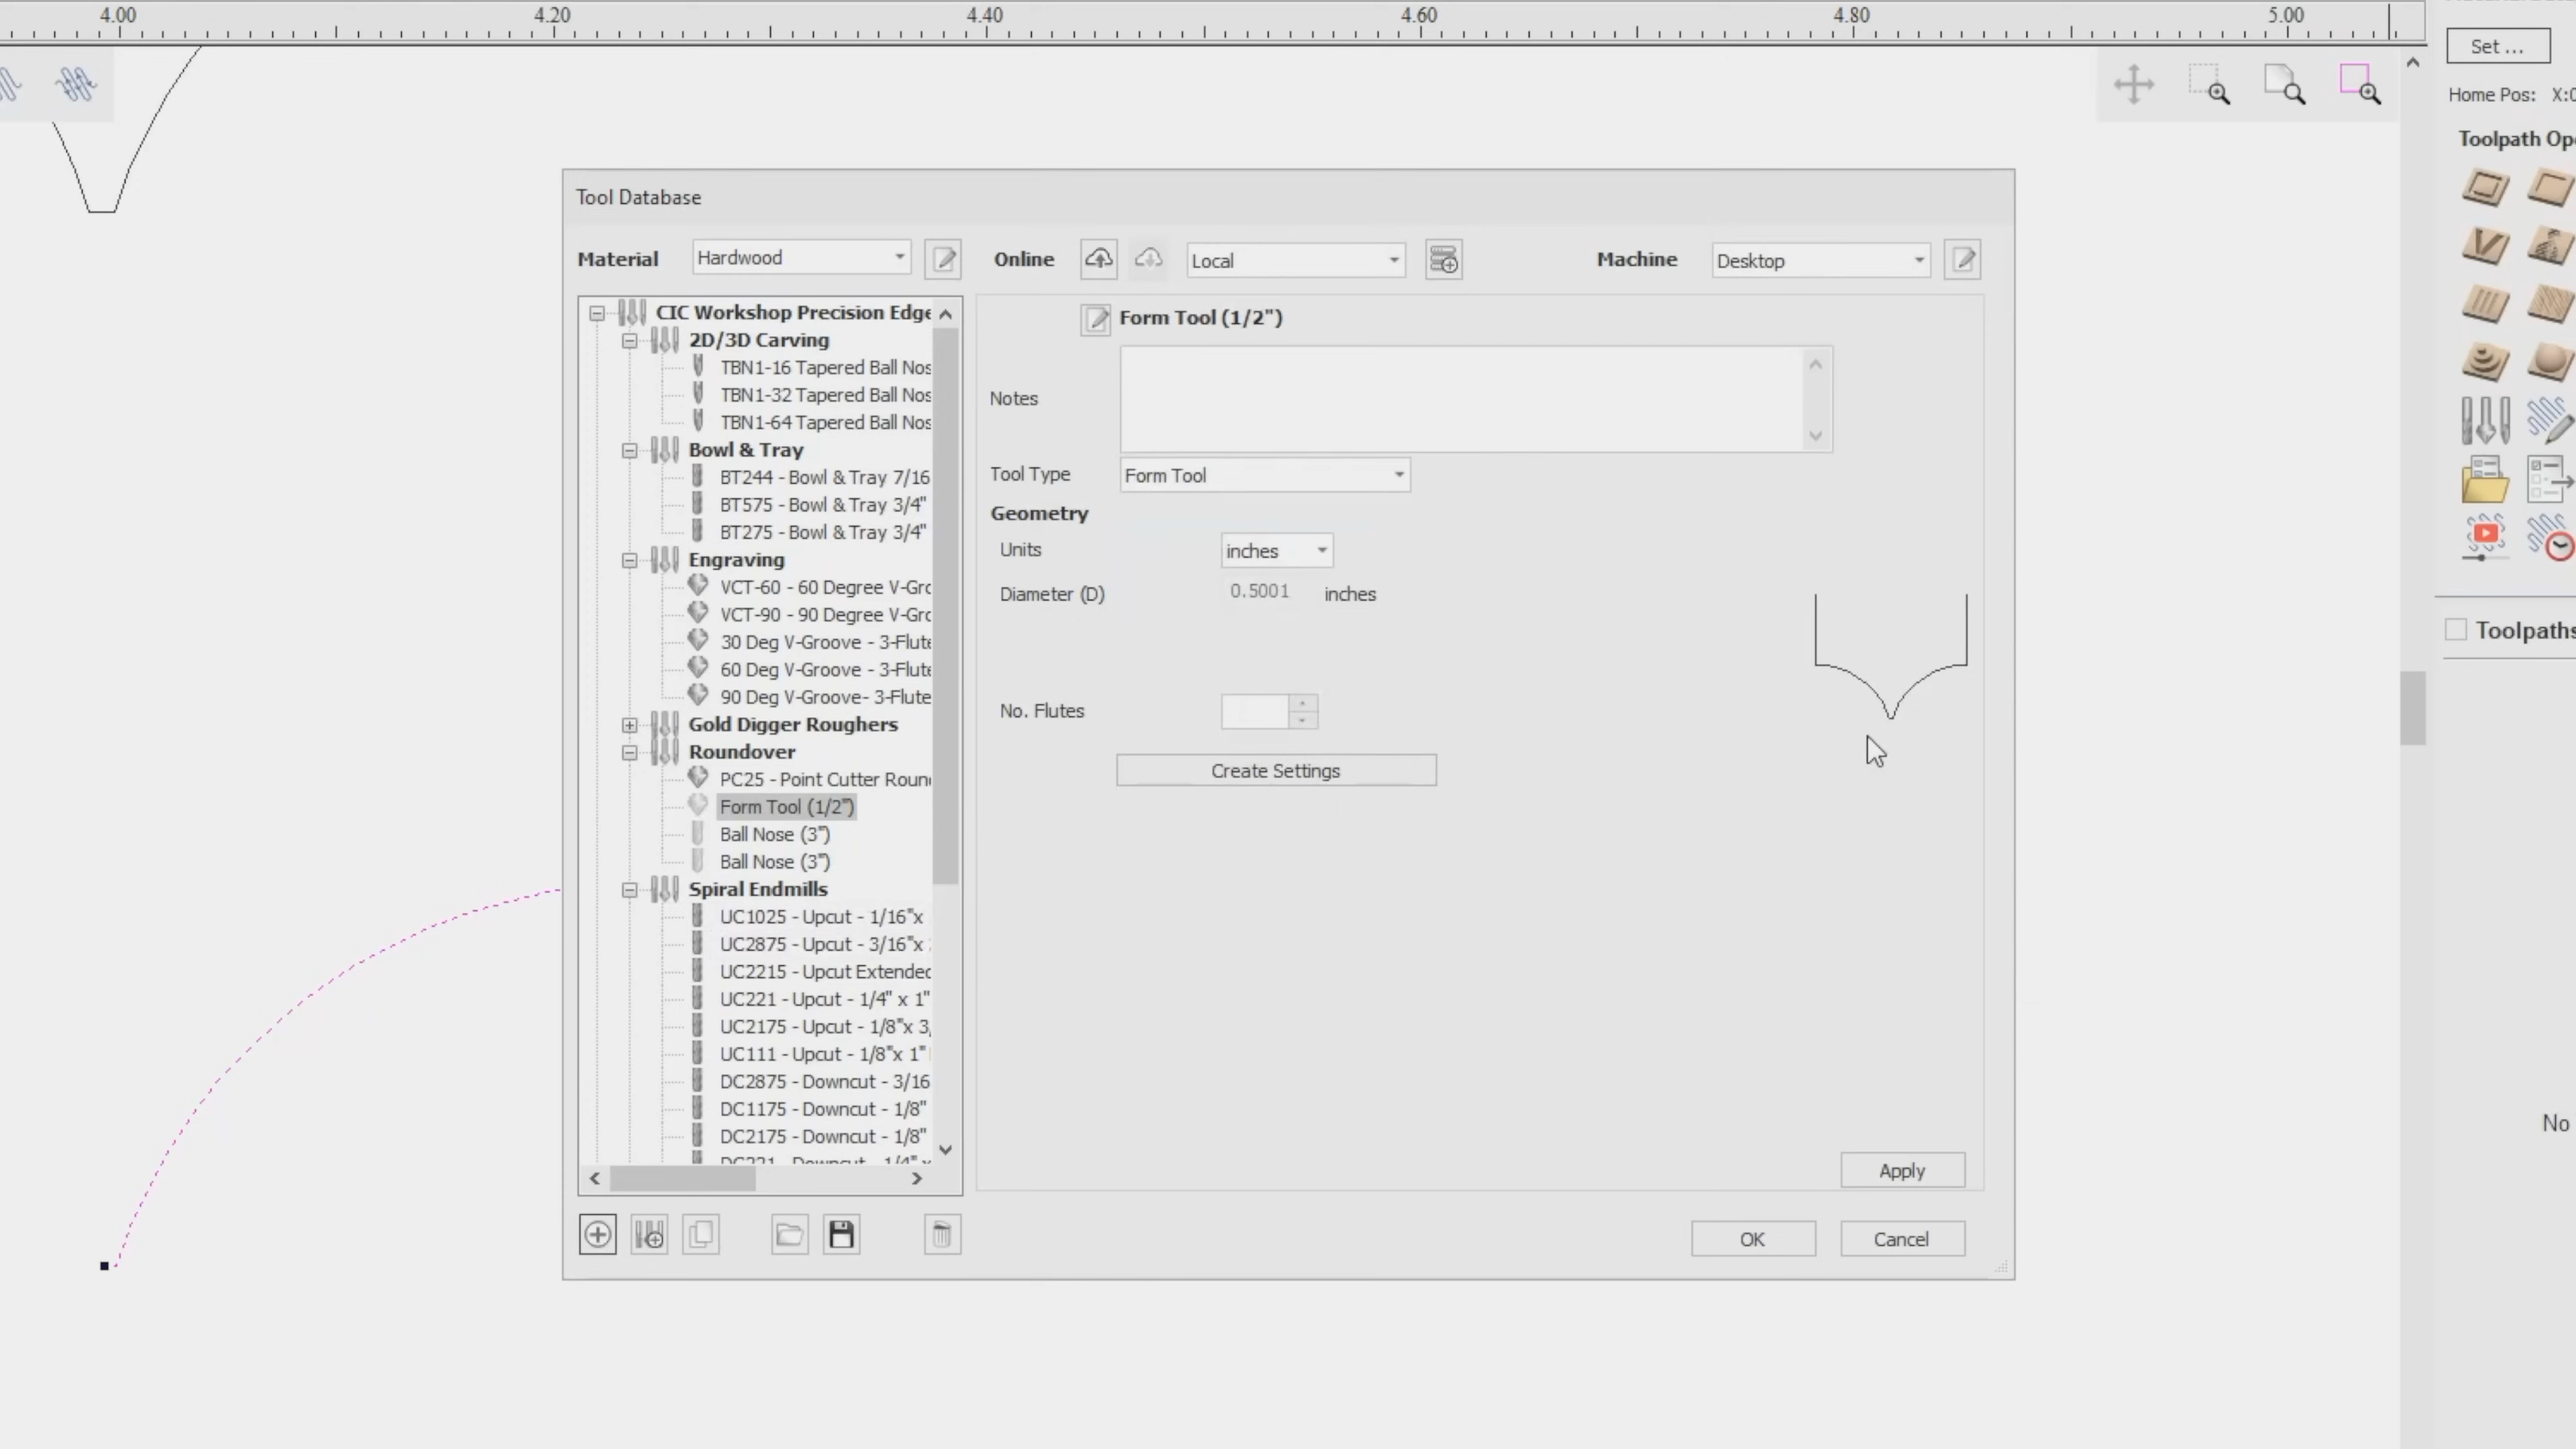 4.00 4.20 4.40 4.60 4.80 5.00
Set ...
Home Pos:
Toolpath
Tool Database
Material Hardwood Online Local Machine Desktop
CIC Workshop Precision Edge
2D/3D Carving
TBN1-16 Tapered Ball Nos
TBN1-32 Tapered Ball Nos
TBN1-64 Tapered Ball Nos
Bowl & Tray
BT244 - Bowl & Tray 7/16
BT575 - Bowl & Tray 3/4"
BT275 - Bowl & Tray 3/4"
Engraving
VCT-60 - 60 Degree V-Gro
VCT-90 - 90 Degree V-Gro
30 Deg V-Groove - 3-Flute
60 Deg V-Groove - 3-Flute
90 Deg V-Groove- 3-Flute
Gold Digger Roughers
Roundover
PC25 - Point Cutter Roun
Form Tool (1/2")
Ball Nose (3")
Ball Nose (3")
Spiral Endmills
UC1025 - Upcut - 1/16"x
UC2875 - Upcut - 3/16"x
UC2215 - Upcut Extended
UC221 - Upcut - 1/4" x 1"
UC2175 - Upcut - 1/8"x 3/
UC111 - Upcut - 1/8"x 1"
DC2875 - Downcut - 3/16
DC1175 - Downcut - 1/8"
DC2175 - Downcut - 1/8"
Form Tool (1/2")
Notes
Tool Type Form Tool
Geometry
Units inches
Diameter (D) 0.5001 inches
No. Flutes
Create Settings
Apply
OK Cancel
Toolpaths
No